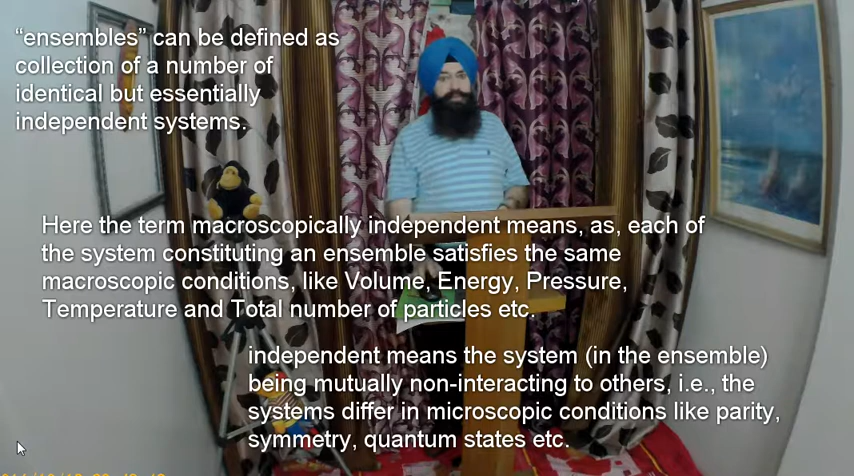 “ensembles” can be defined as
collection of a number of
identical but essentially
independent systems.
Here the term macroscopically independent means, as, each of
the system constituting an ensemble satisfies the same
macroscopic conditions, like Volume, Energy, Pressure,
Temperature and Total number of particles etc.
independent means the system (in the ensemble)
being mutually non-interacting to others, i.e., the
systems differ in microscopic conditions like parity,
symmetry, quantum states etc.